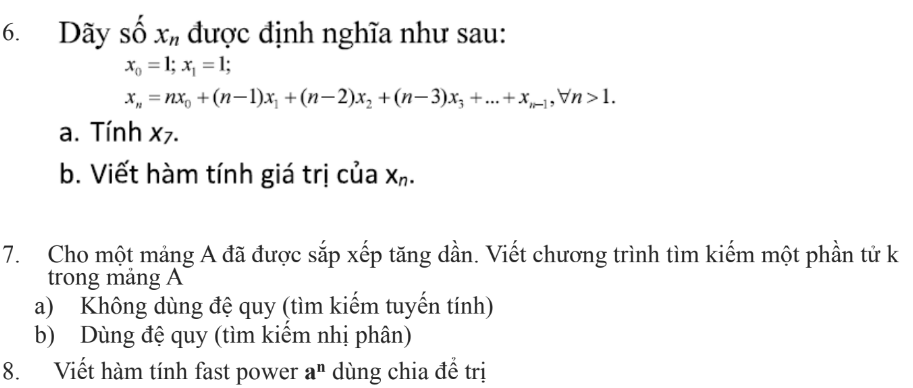 6. Dãy số xₙ được định nghĩa như sau:
x₀ = 1; x₁ = 1;
xₙ = nx₀ + (n−1)x₁ + (n−2)x₂ + (n−3)x₃ + ... + xₙ₋₁, ∀n > 1.
a. Tính x₇.
b. Viết hàm tính giá trị của xₙ.
7. Cho một mảng A đã được sắp xếp tăng dần. Viết chương trình tìm kiếm một phần tử k
trong mảng A
a) Không dùng đệ quy (tìm kiếm tuyến tính)
b) Dùng đệ quy (tìm kiếm nhị phân)
8. Viết hàm tính fast power aⁿ dùng chia để trị